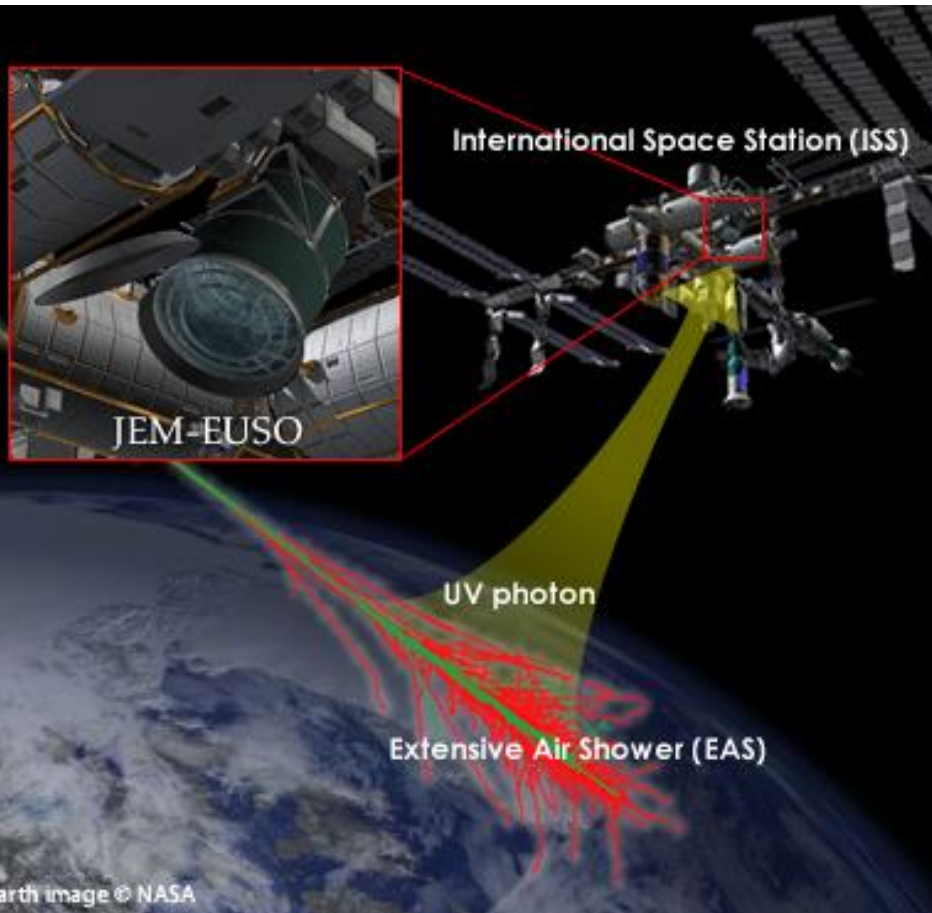 International Space Station (ISS)
JEM-EUSO
UV photon
Extensive Air Shower (EAS)
arth image © NASA